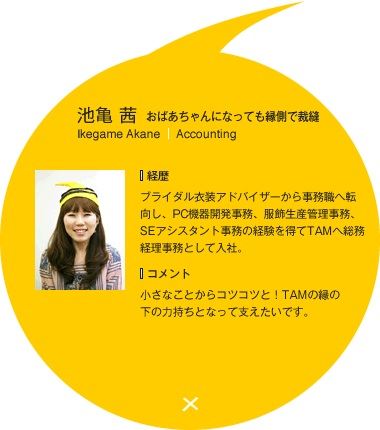 池亀 茜 おばあちゃんになっても縁側で裁縫
Ikegame Akane | Accounting
経歴
ブライダル衣装アドバイザーから事務職へ転
向し、PC機器開発事務、服飾生産管理事務、
SEアシスタント事務の経験を得てTAMへ総務
経理事務として入社。
コメント
小さなことからコツコツと！TAMの縁の
下の力持ちとなって支えたいです。